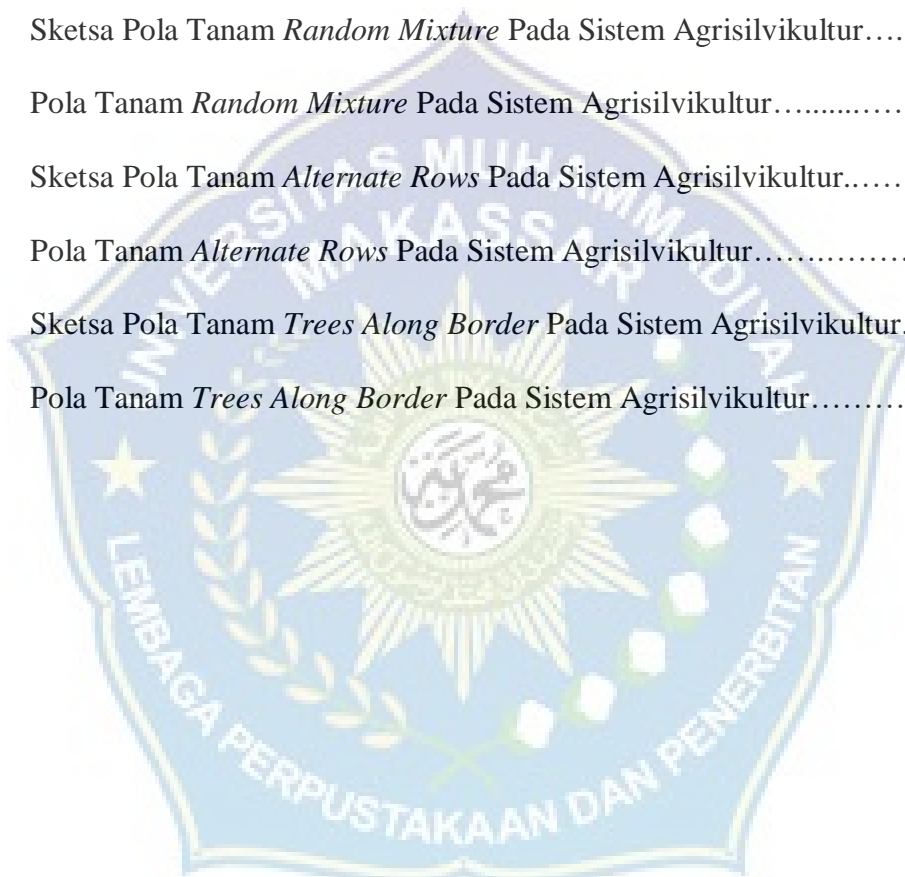 Sketsa Pola Tanam Random Mixture Pada Sistem Agrisilvikultur….
Pola Tanam Random Mixture Pada Sistem Agrisilvikultur…......……
Sketsa Pola Tanam Alternate Rows Pada Sistem Agrisilvikultur..……
Pola Tanam Alternate Rows Pada Sistem Agrisilvikultur…….………
Sketsa Pola Tanam Trees Along Border Pada Sistem Agrisilvikultur.
Pola Tanam Trees Along Border Pada Sistem Agrisilvikultur………
UNIVERSITAS MUHAMMADIYAH
MAKASSAR
LEMBAGA PERPUSTAKAAN DAN PENERBITAN